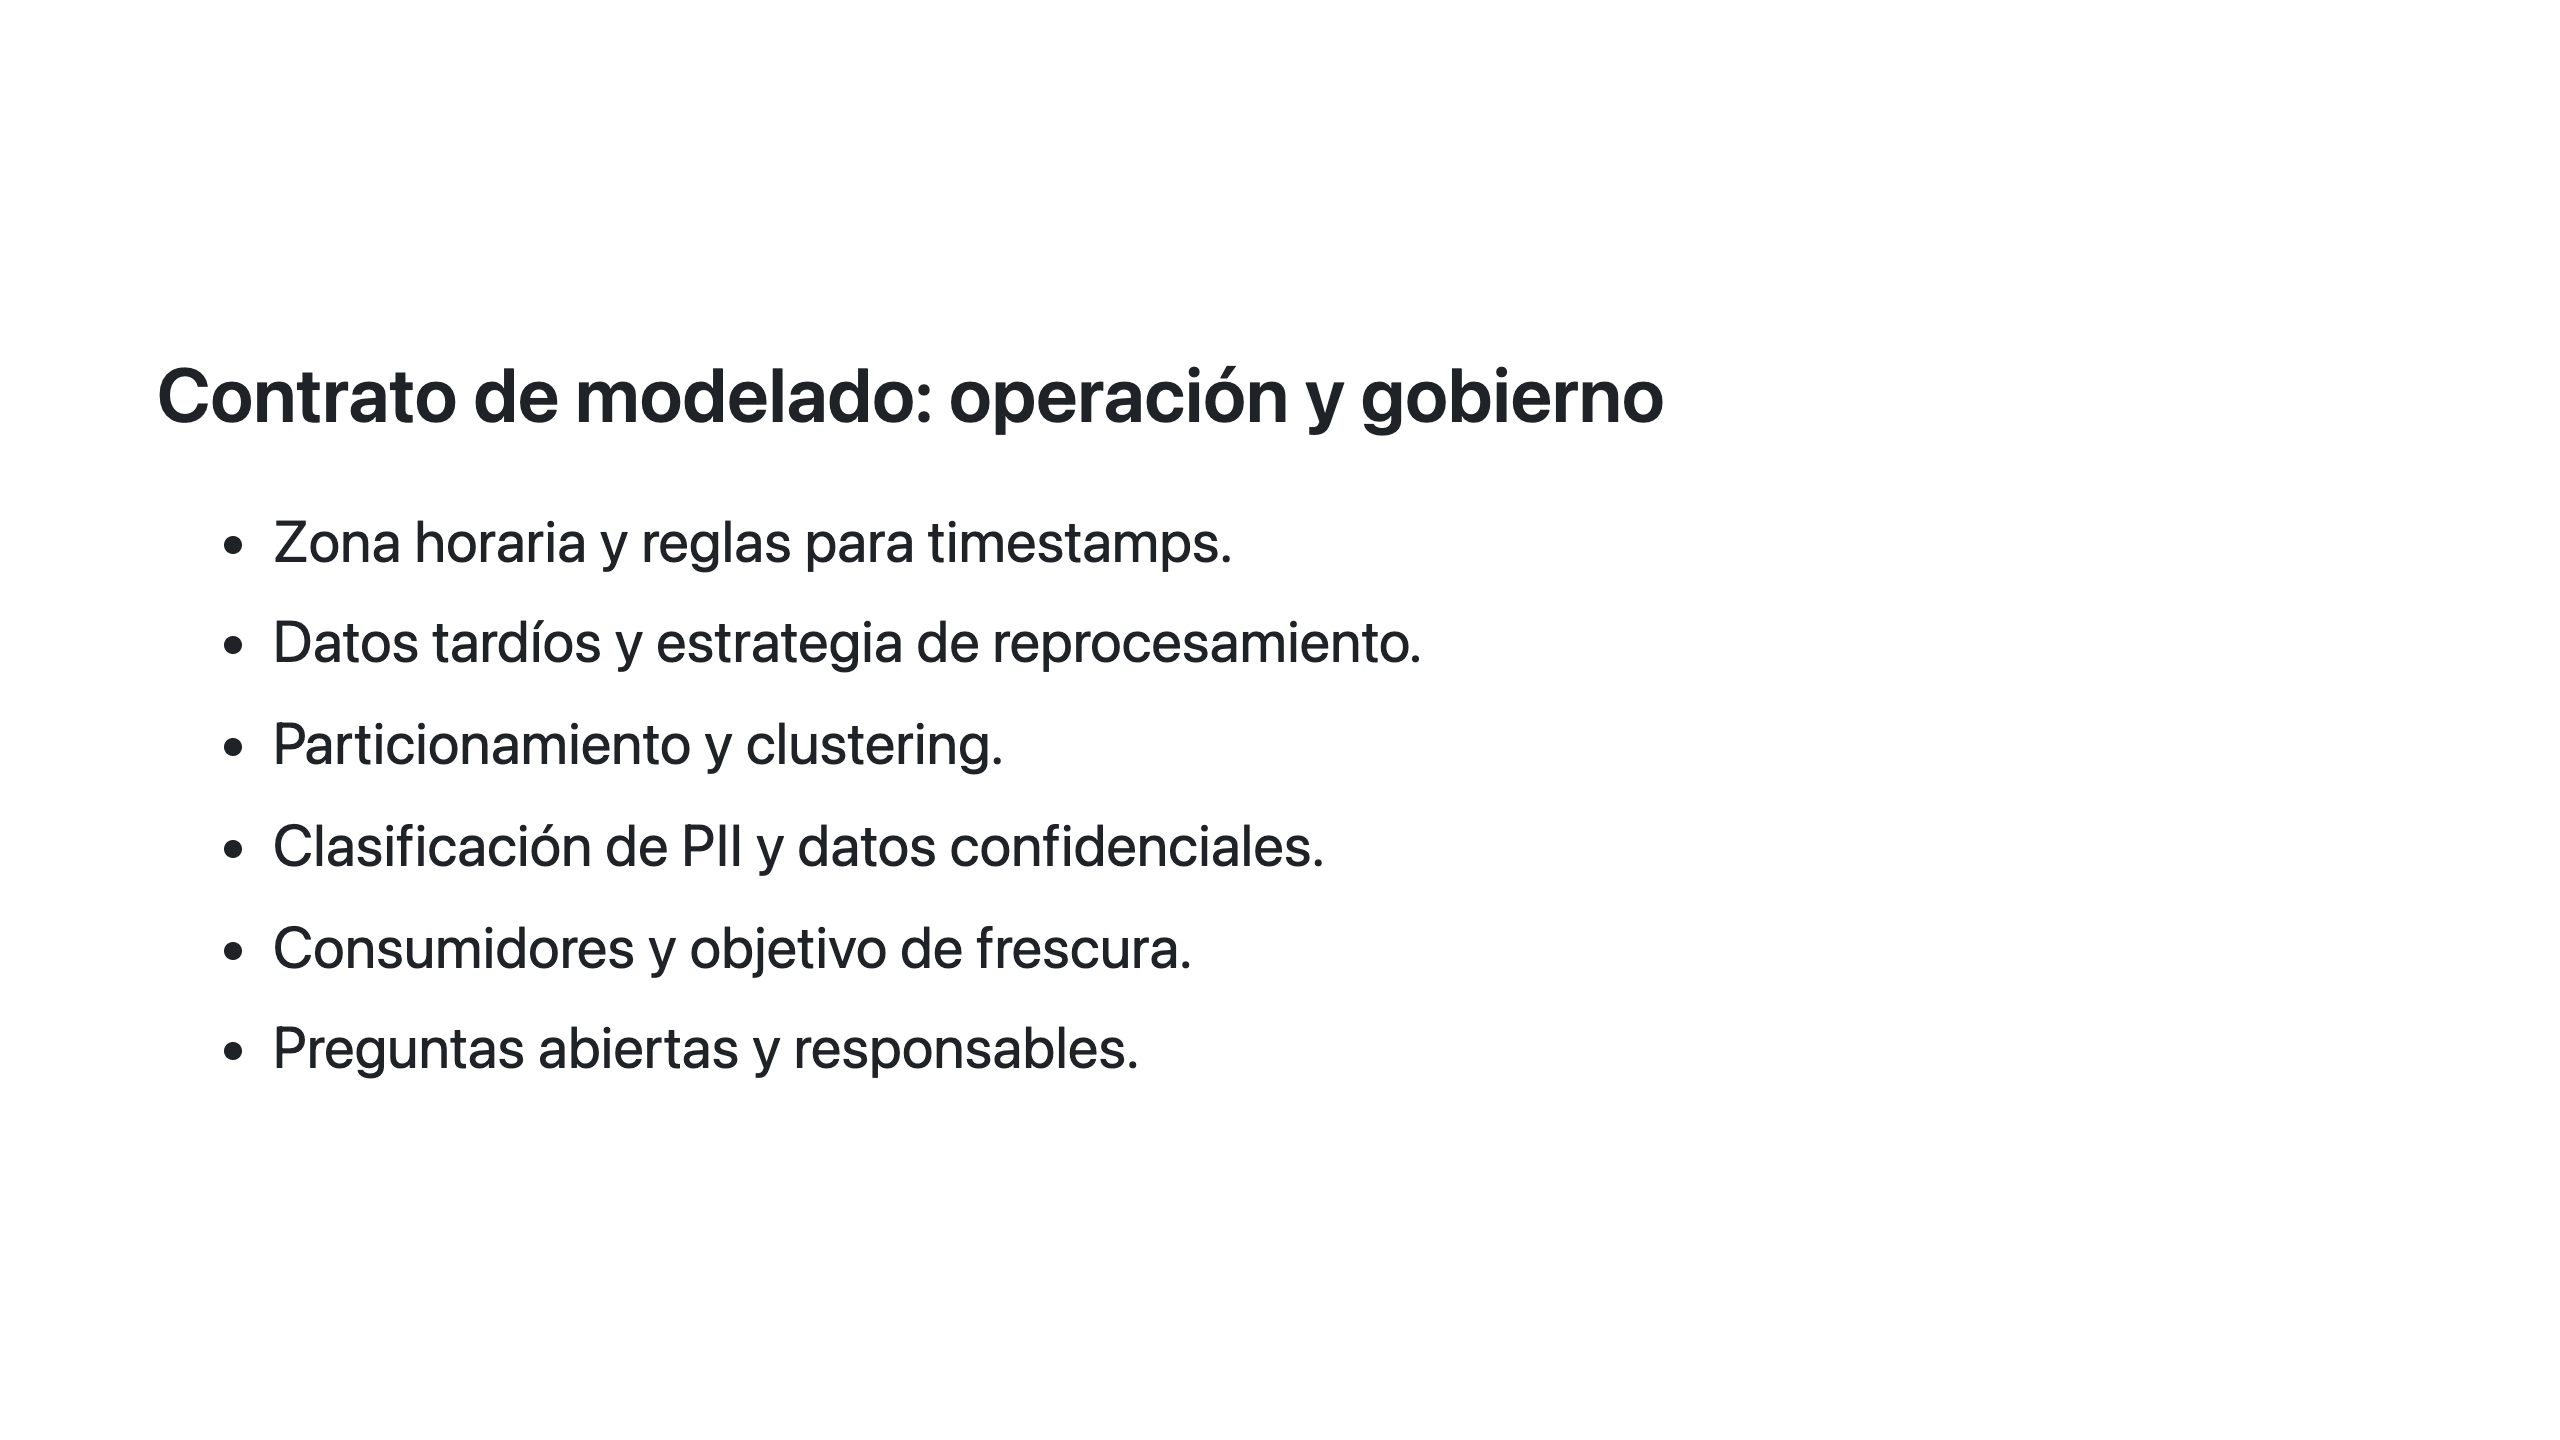 Contrato de modelado: operación y gobierno
• Zona horaria y reglas para timestamps.
• Datos tardíos y estrategia de reprocesamiento.
• Particionamiento y clustering.
• Clasificación de PII y datos confidenciales.
• Consumidores y objetivo de frescura.
• Preguntas abiertas y responsables.